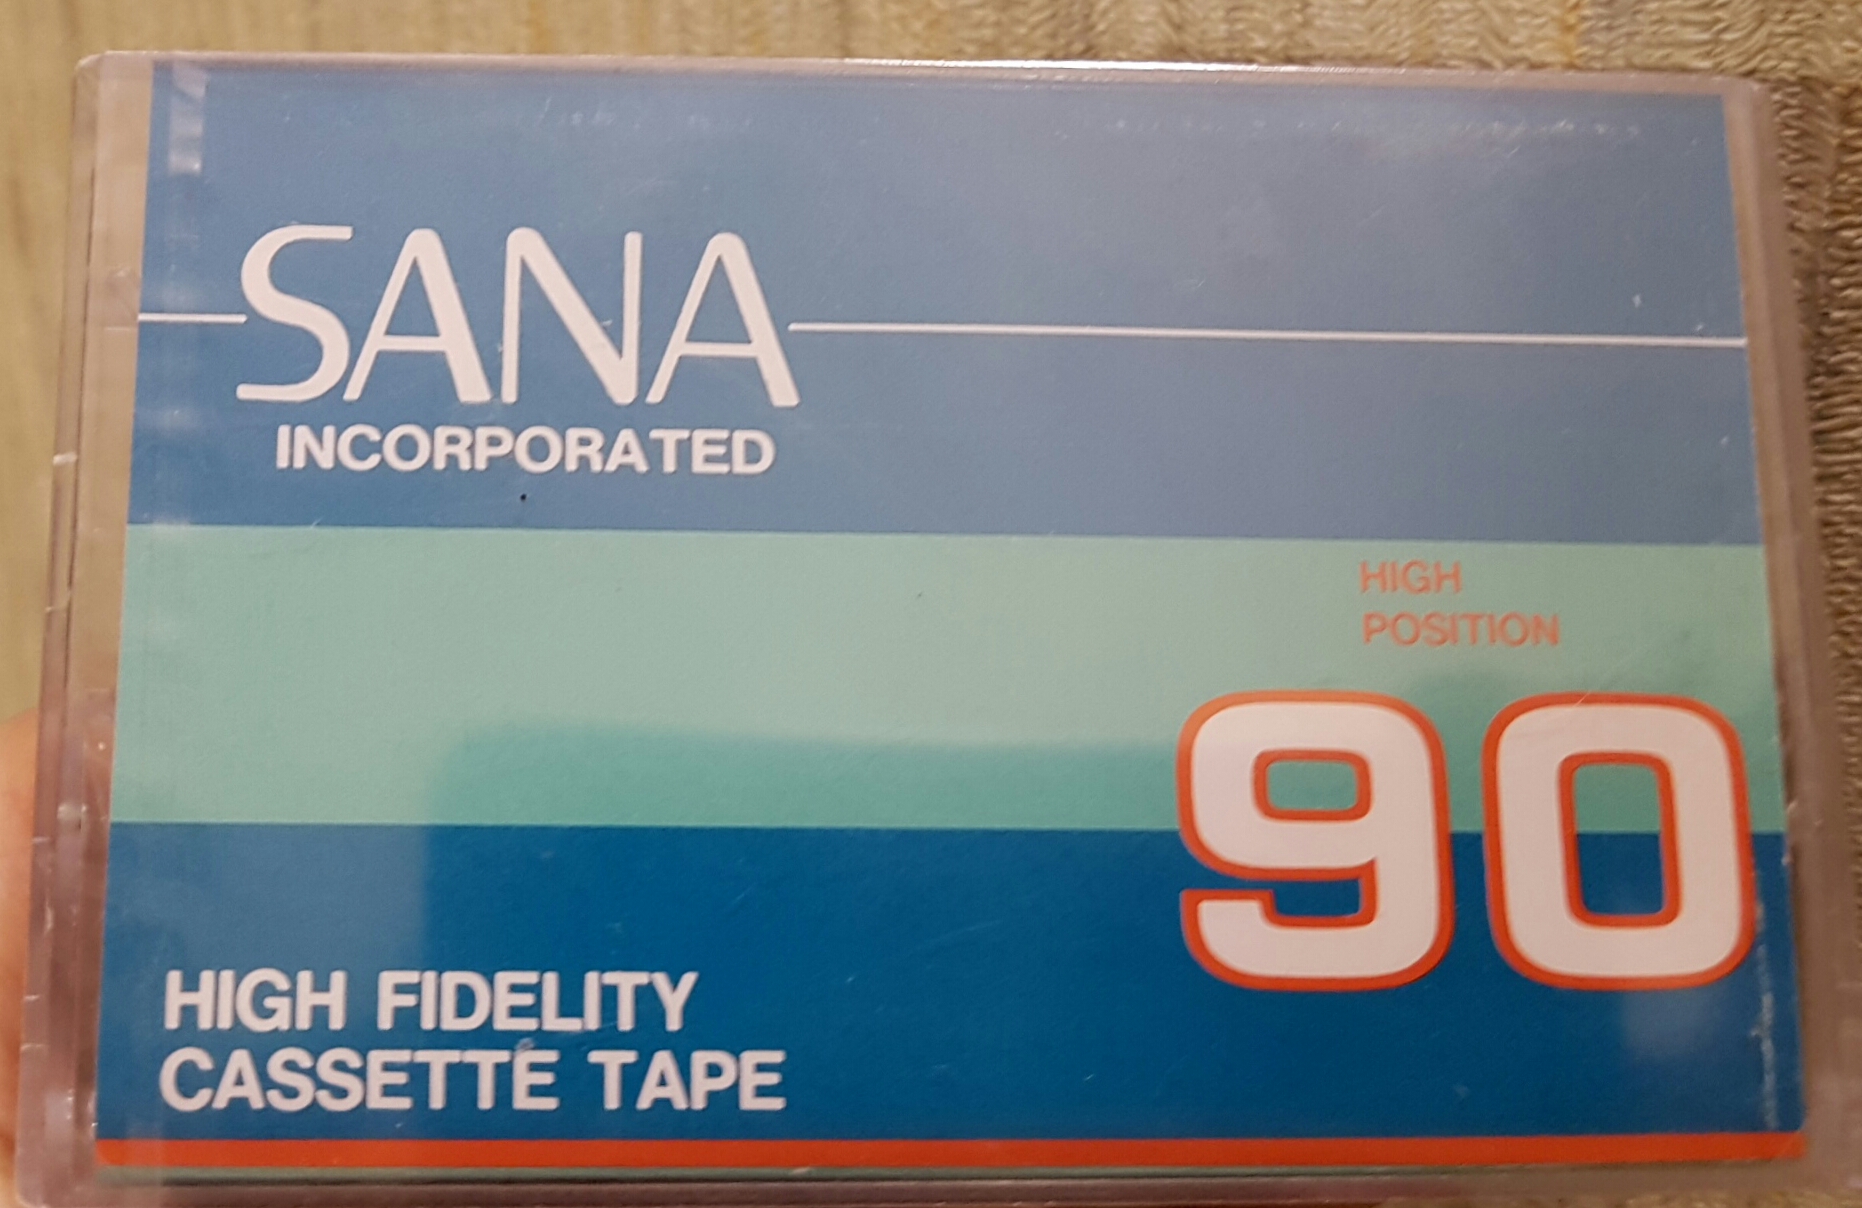 SANA
INCORPORATED
HIGH
POSITION
90
HIGH FIDELITY
CASSETTE TAPE